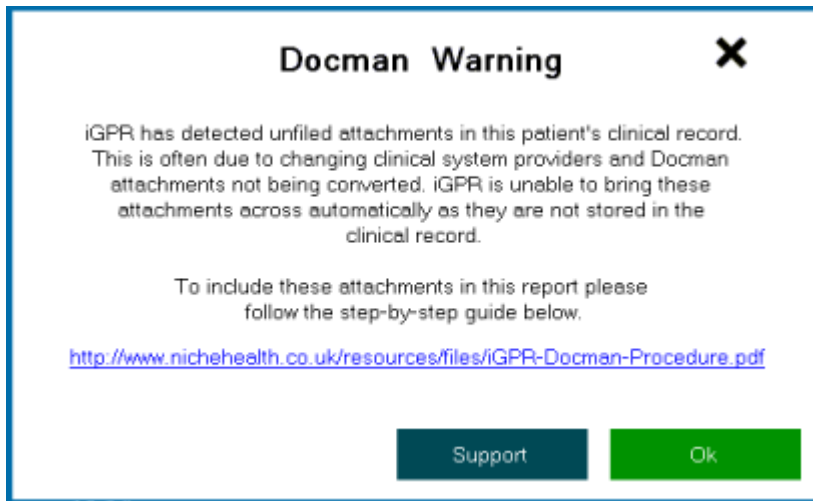 Docman Warning
iGPR has detected unfiled attachments in this patient's clinical record.
This is often due to changing clinical system providers and Docman
attachments not being converted. iGPR is unable to bring these
attachments across automatically as they are not stored in the
clinical record.
To include these attachments in this report please
follow the step-by-step guide below.
http://www.nichehealth.co.uk/resources/files/iGPR-Docman-Procedure.pdf
Support
Ok